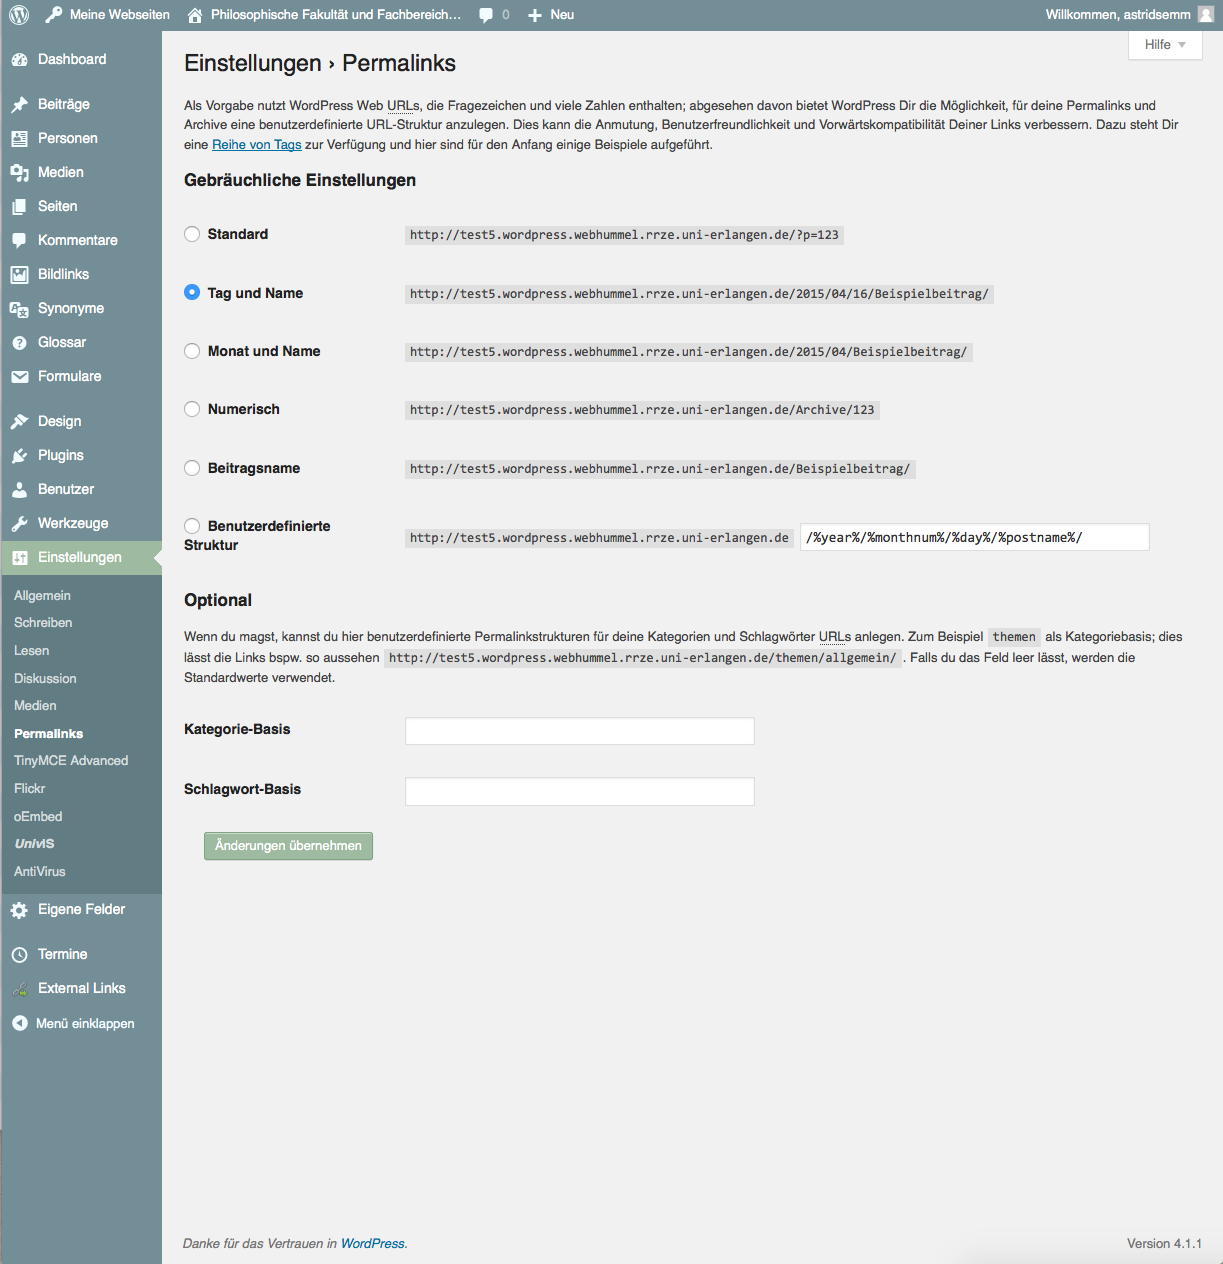 Meine Webseiten Philosophische Fakultät und Fachbereich... 0 Neu Willkommen, astridsemm
Hilfe
Dashboard
Beiträge
Personen
Medien
Seiten
Kommentare
Bildlinks
Synonyme
Glossar
Formulare
Design
Plugins
Benutzer
Werkzeuge
Einstellungen
Allgemein
Schreiben
Lesen
Diskussion
Medien
Permalinks
TinyMCE Advanced
Flickr
oEmbed
UnivIS
AntiVirus
Eigene Felder
Termine
External Links
Menü einklappen
Einstellungen › Permalinks
Als Vorgabe nutzt WordPress Web URLs, die Fragezeichen und viele Zahlen enthalten; abgesehen davon bietet WordPress Dir die Möglichkeit, für deine Permalinks und
Archive eine benutzerdefinierte URL-Struktur anzulegen. Dies kann die Anmutung, Benutzerfreundlichkeit und Vorwärtskompatibilität Deiner Links verbessern. Dazu steht Dir
eine Reihe von Tags zur Verfügung und hier sind für den Anfang einige Beispiele aufgeführt.
Gebräuchliche Einstellungen
Standard http://test5.wordpress.webhummel.rrze.uni-erlangen.de/?p=123
Tag und Name http://test5.wordpress.webhummel.rrze.uni-erlangen.de/2015/04/16/Beispielbeitrag/
Monat und Name http://test5.wordpress.webhummel.rrze.uni-erlangen.de/2015/04/Beispielbeitrag/
Numerisch http://test5.wordpress.webhummel.rrze.uni-erlangen.de/Archive/123
Beitragsname http://test5.wordpress.webhummel.rrze.uni-erlangen.de/Beispielbeitrag/
Benutzerdefinierte
Struktur http://test5.wordpress.webhummel.rrze.uni-erlangen.de /%year%/%monthnum%/%day%/%postname%/
Optional
Wenn du magst, kannst du hier benutzerdefinierte Permalinkstrukturen für deine Kategorien und Schlagwörter URLs anlegen. Zum Beispiel themen als Kategoriebasis; dies
lässt die Links bspw. so aussehen http://test5.wordpress.webhummel.rrze.uni-erlangen.de/themen/allgemein/ . Falls du das Feld leer lässt, werden die
Standardwerte verwendet.
Kategorie-Basis
Schlagwort-Basis
Änderungen übernehmen
Danke für das Vertrauen in WordPress. Version 4.1.1